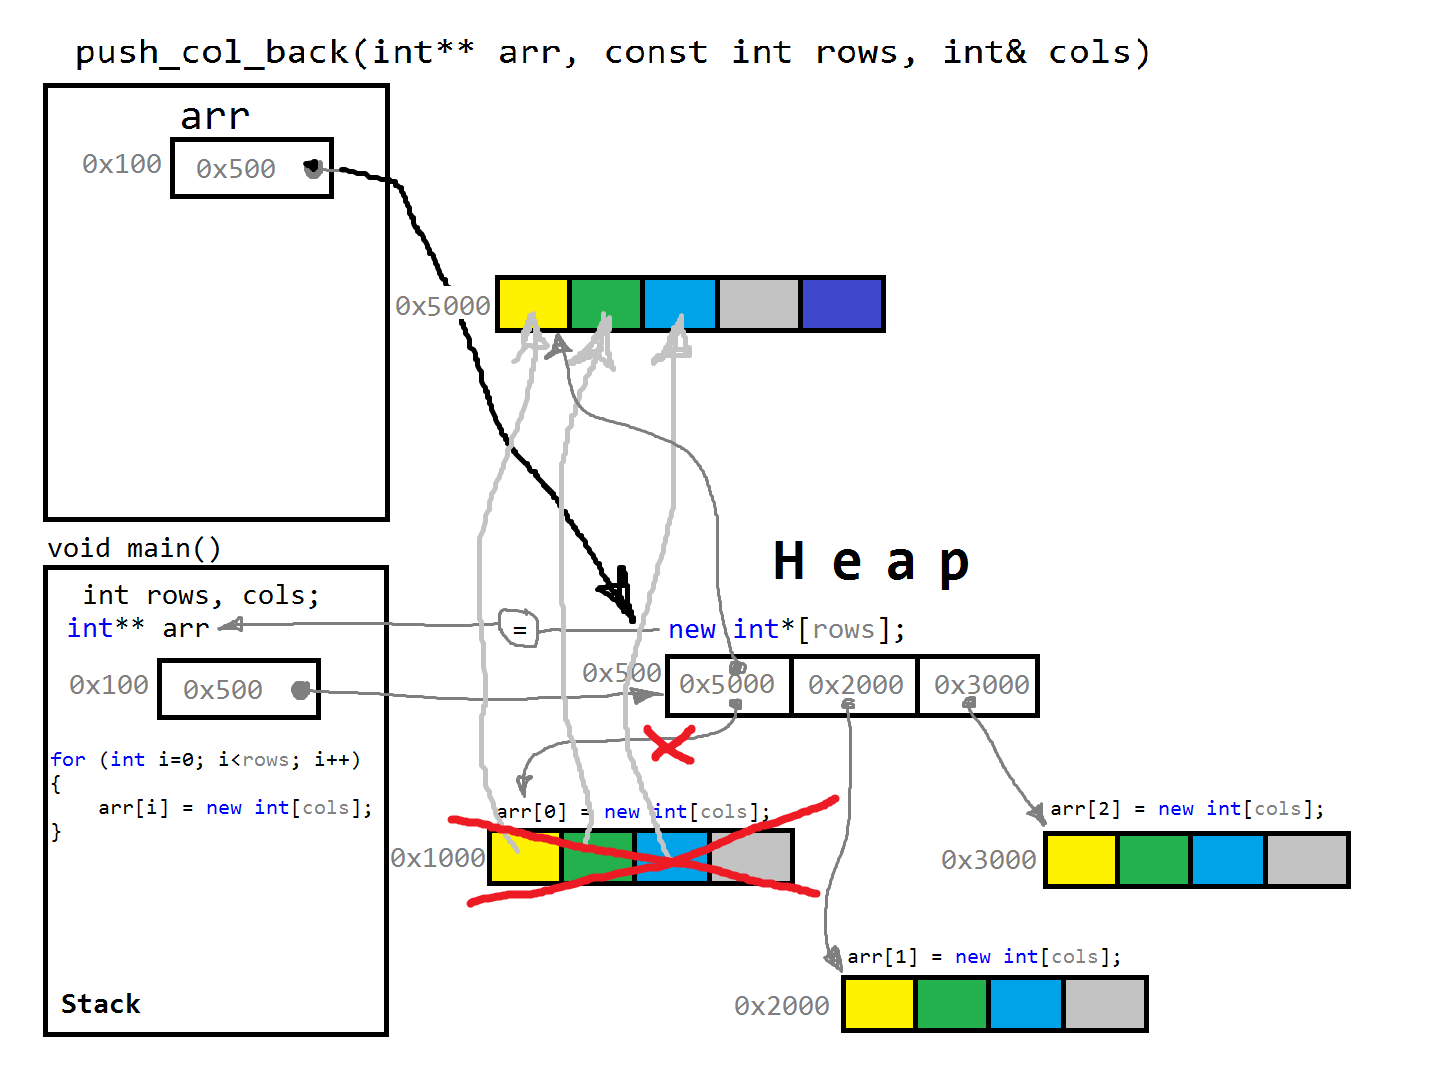 push_col_back(int** arr, const int rows, int& cols)
arr
0x100
0x500
0x5000
void main()
Heap
int rows, cols;
int** arr
=
new int*[rows];
0x100
0x500
0x500
0x5000
0x2000
0x3000
for (int i=0; i<rows; i++)
{
arr[i] = new int[cols];
}
arr[0] = new int[cols];
0x1000
arr[2] = new int[cols];
0x3000
arr[1] = new int[cols];
0x2000
Stack